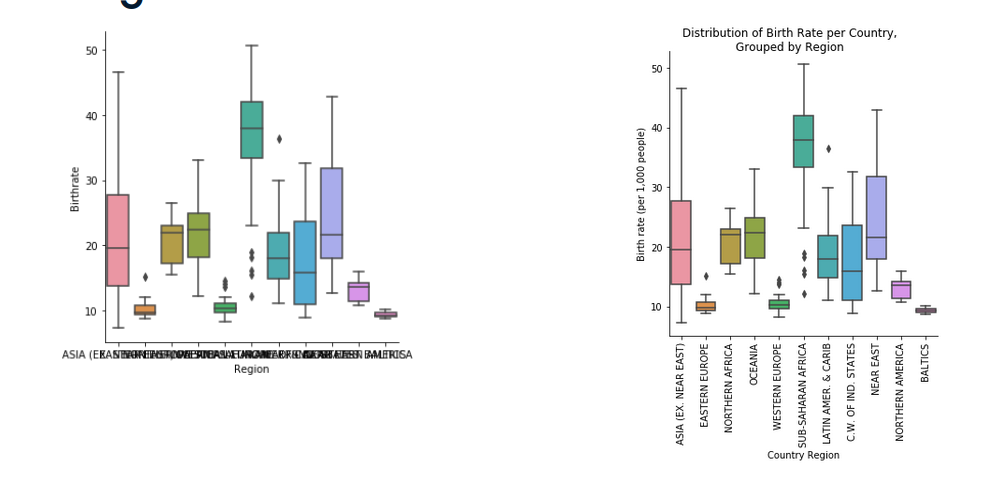 g
50
40
30
20
10
Birthrate
Region
Distribution of Birth Rate per Country,
Grouped by Region
50
40
30
20
10
Birth rate (per 1,000 people)
ASIA (EX. NEAR EAST)
EASTERN EUROPE
NORTHERN AFRICA
OCEANIA
WESTERN EUROPE
SUB-SAHARAN AFRICA
LATIN AMER. & CARIB
C.W. OF IND. STATES
NEAR EAST
NORTHERN AMERICA
BALTICS
Country Region